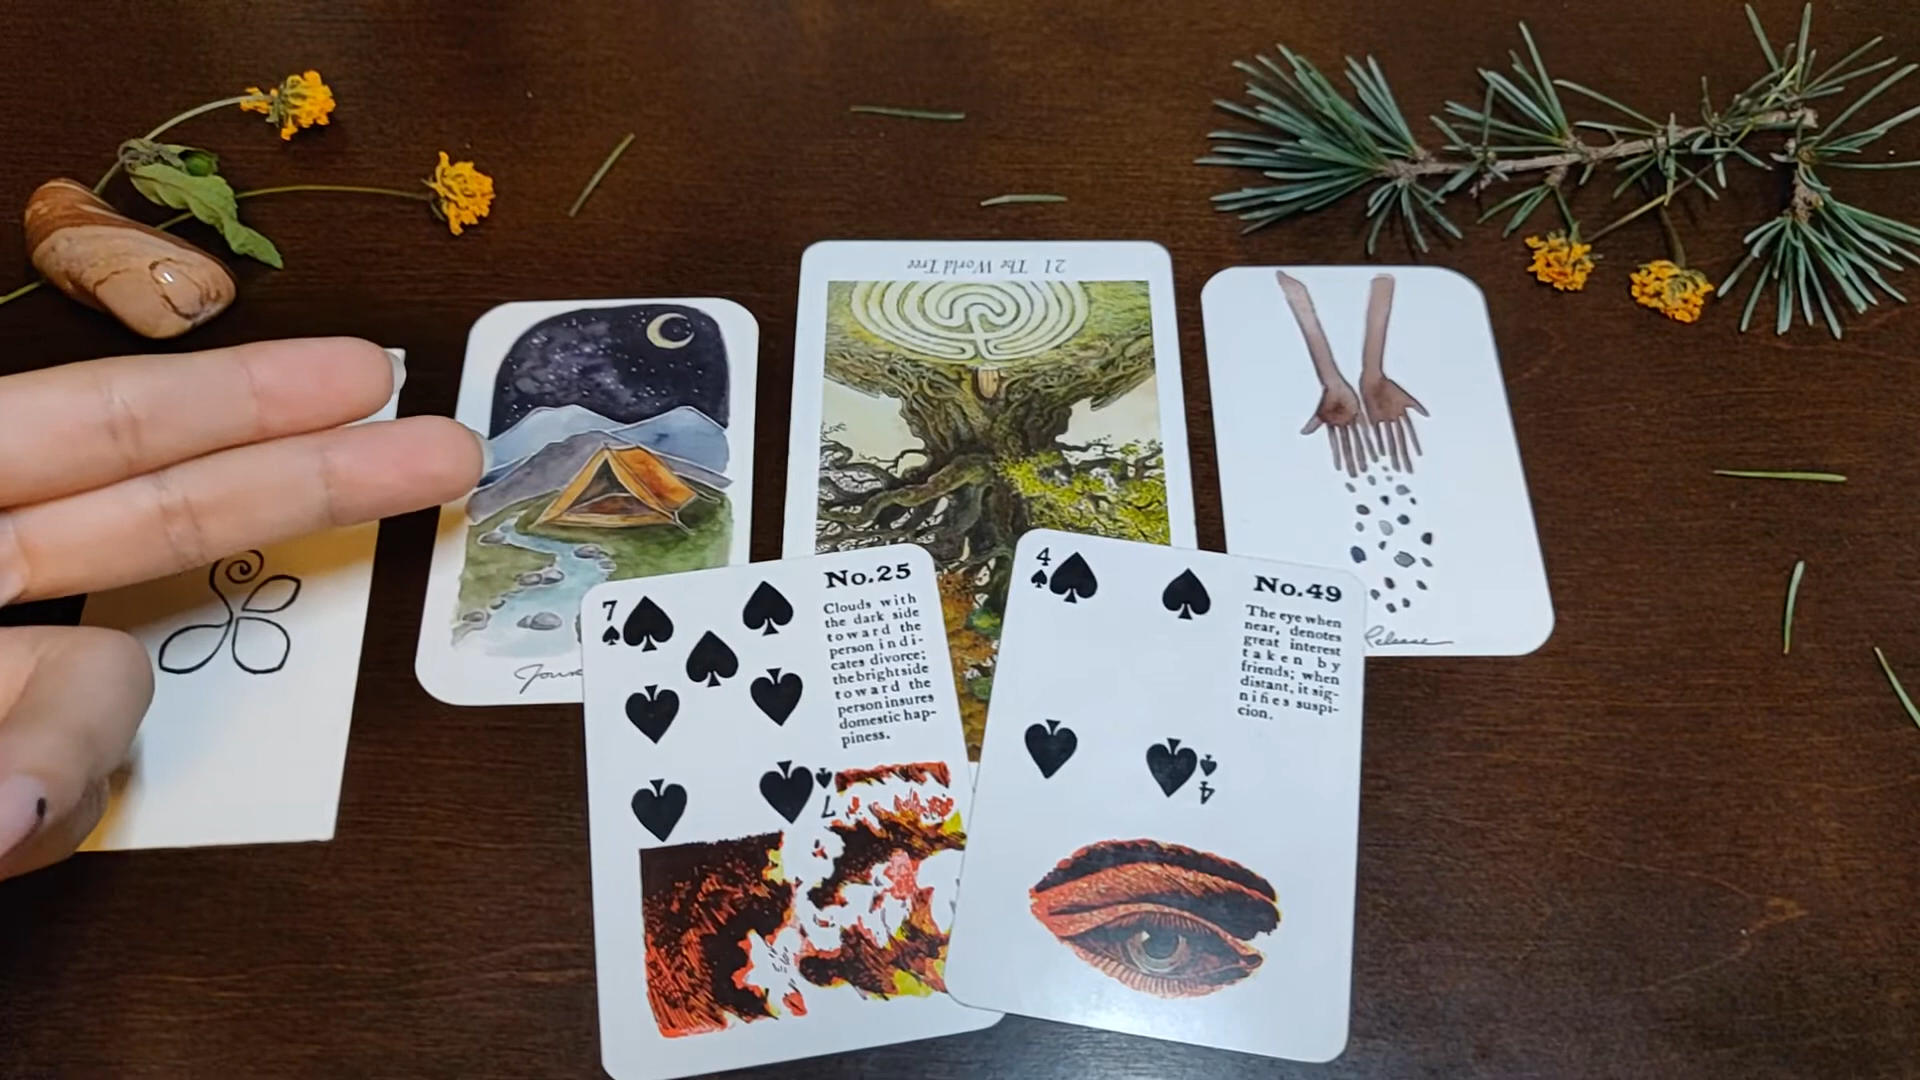 21 The World Tree
7
No.25
Clouds with
the dark side
toward the
person indi-
cates divorce;
the bright side
toward the
person insures
domestic hap-
piness.
7
4
No.49
The eye when
near, denotes
great interest
taken by
friends; when
distant, it sig-
nifies suspi-
cion.
4
Release